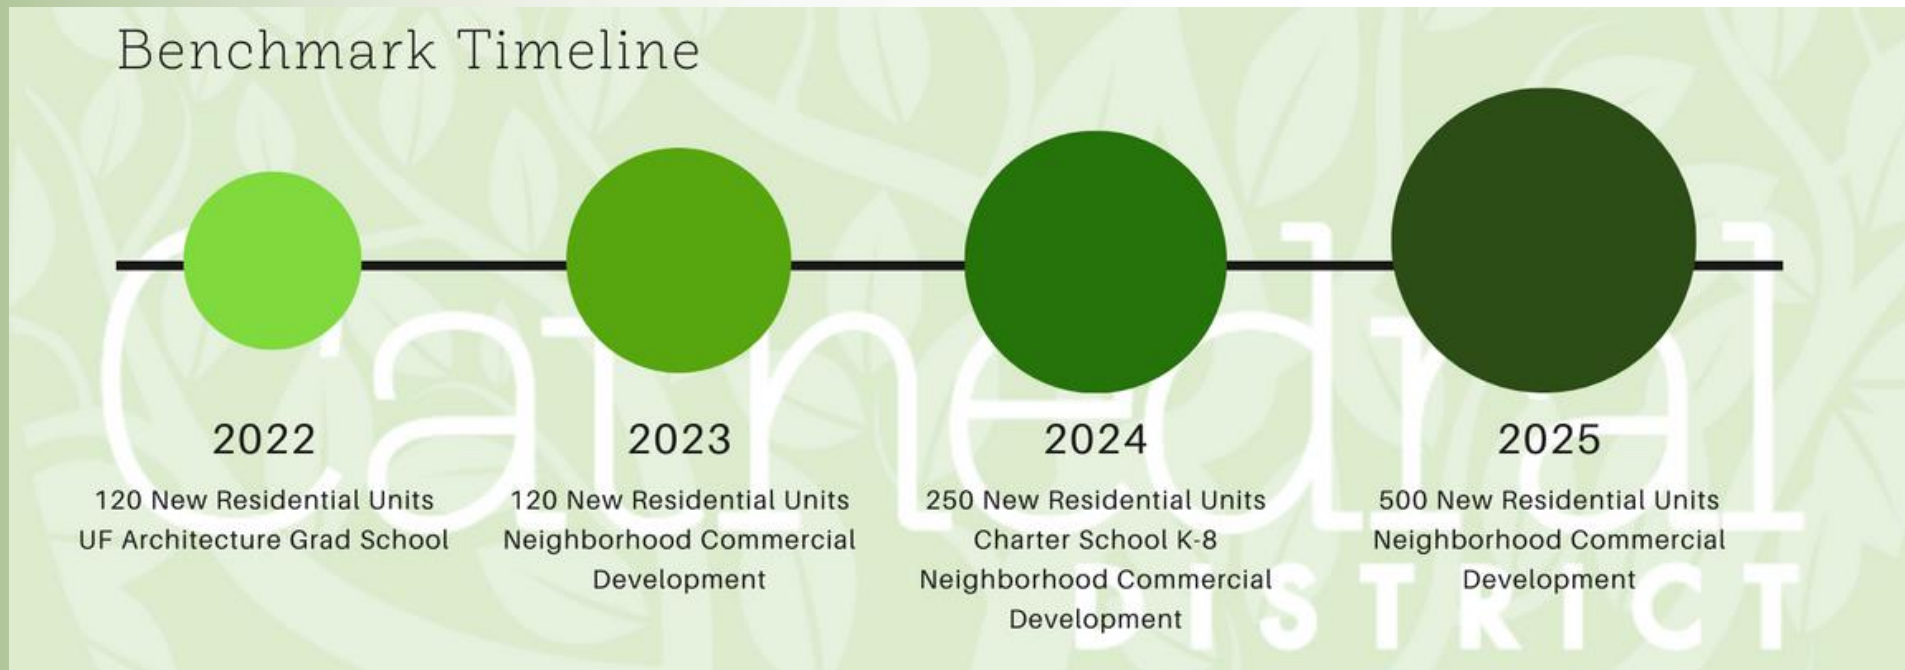 Benchmark Timeline
2022
120 New Residential Units
UF Architecture Grad School
2023
120 New Residential Units
Neighborhood Commercial
Development
2024
250 New Residential Units
Charter School K-8
Neighborhood Commercial
Development
2025
500 New Residential Units
Neighborhood Commercial
Development
Cathedral
DISTRICT